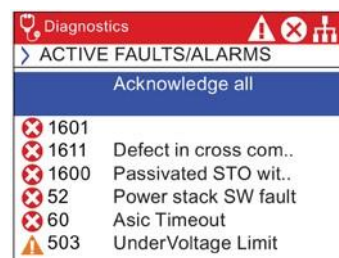 Diagnostics
> ACTIVE FAULTS/ALARMS
Acknowledge all
1601
1611 Defect in cross com..
1600 Passivated STO wit..
52 Power stack SW fault
60 Asic Timeout
503 UnderVoltage Limit